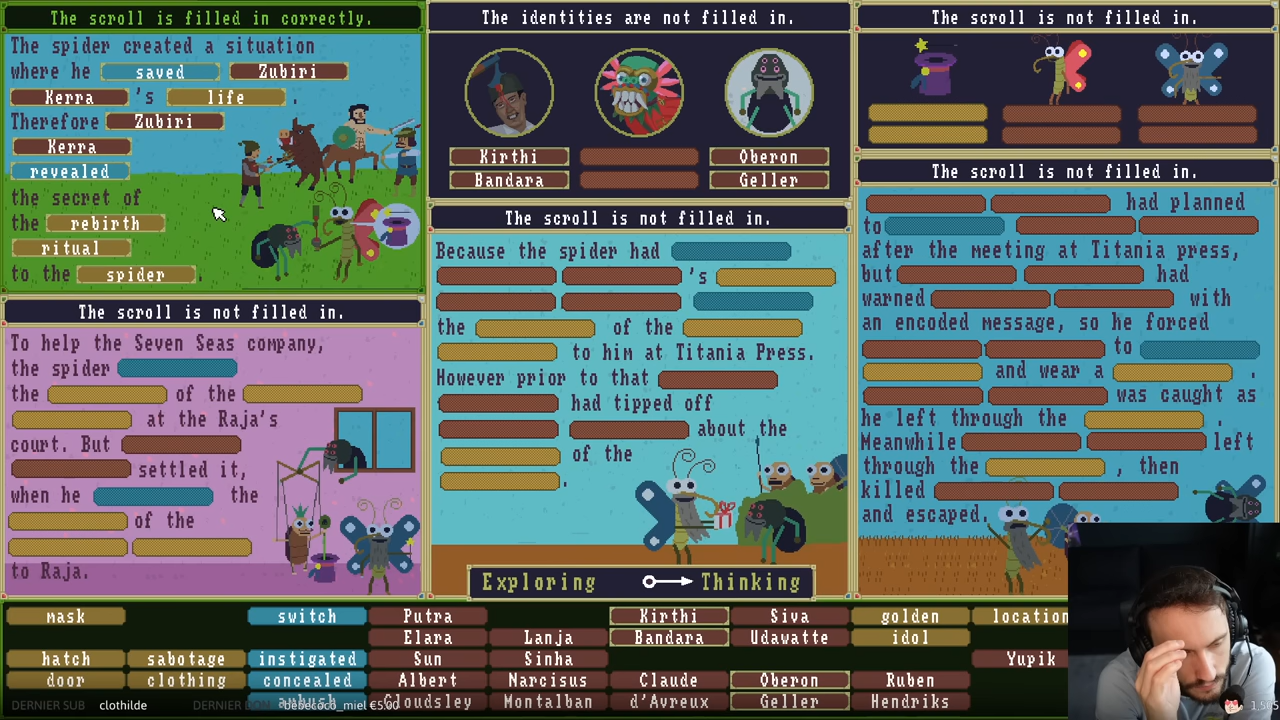 The scroll is filled in correctly.
The spider created a situation
where he saved Zubiri
Kerra 's life .
Therefore Zubiri
Kerra
revealed
the secret of
the rebirth
ritual
to the spider .
The scroll is not filled in.
To help the Seven Seas company,
the spider
the of the
at the Raja's
court. But
settled it,
when he the
of the
to Raja.
The identities are not filled in.
Kirthi Oberon
Bandara Geller
The scroll is not filled in.
Because the spider had
's
the of the
to him at Titania Press.
However prior to that
had tipped off
about the
of the
.
The scroll is not filled in.
The scroll is not filled in.
had planned
to
after the meeting at Titania press,
but had
warned with
an encoded message, so he forced
to
and wear a .
was caught as
he left through the .
Meanwhile left
through the , then
killed
and escaped.
Exploring Thinking
mask switch Putra Kirthi Siva golden location
Elara Lanja Bandara Udawatte idol
hatch sabotage instigated Sun Sinha Yupik
door clothing concealed Albert Narcisus Claude Oberon Ruben
ambush Cloudsley Montalban d'Avreux Geller Hendriks
DERNIER SUB clothilde DERNIER DON bebecoco_miel €5.00